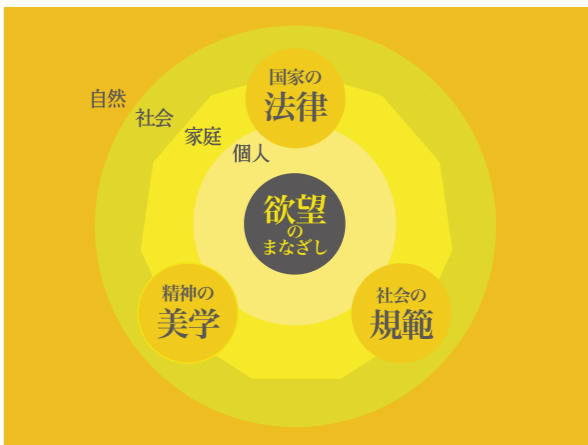 国家の
法律
自然
社会
家庭
個人
欲望
の
まなざし
精神の
美学
社会の
規範